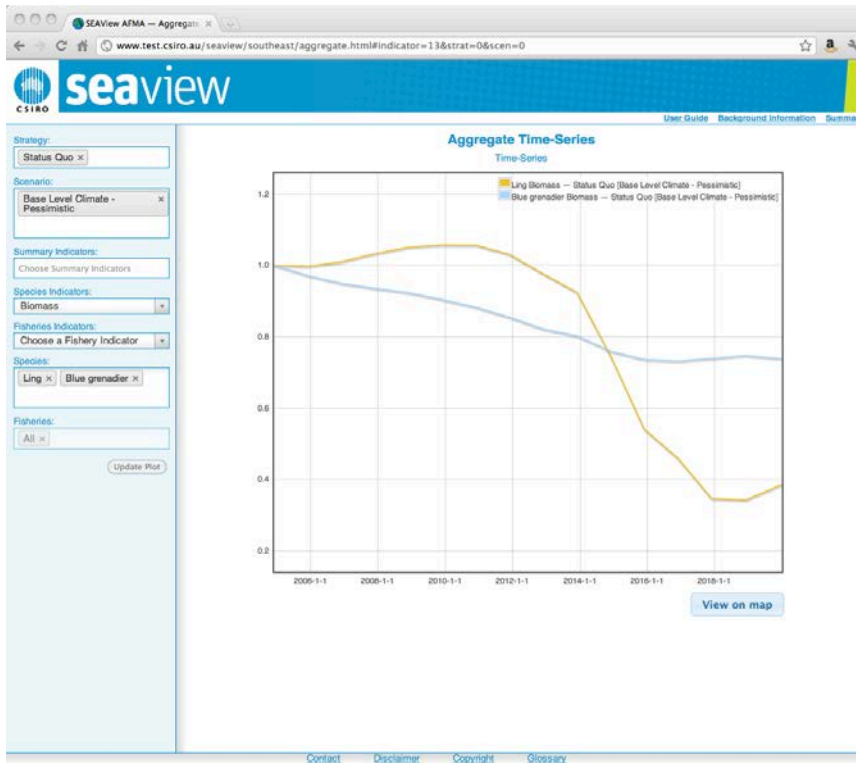 SEAView AFMA — Aggregate
www.test.csiro.au/seaview/southeast/aggregate.html#indicator=13&strat=0&scen=0
CSIRO
seaview
User Guide Background Information Summa
Strategy:
Status Quo ×
Scenario:
Base Level Climate - ×
Pessimistic
Summary Indicators:
Choose Summary Indicators
Species Indicators:
Biomass
Fisheries Indicators:
Choose a Fishery Indicator
Species:
Ling × Blue grenadier ×
Fisheries:
All ×
Update Plot
Aggregate Time-Series
Time-Series
Ling Biomass — Status Quo [Base Level Climate - Pessimistic]
Blue grenadier Biomass — Status Quo [Base Level Climate - Pessimistic]
1.2
1.0
0.8
0.6
0.4
0.2
2006-1-1 2008-1-1 2010-1-1 2012-1-1 2014-1-1 2016-1-1 2018-1-1
View on map
Contact Disclaimer Copyright Glossary